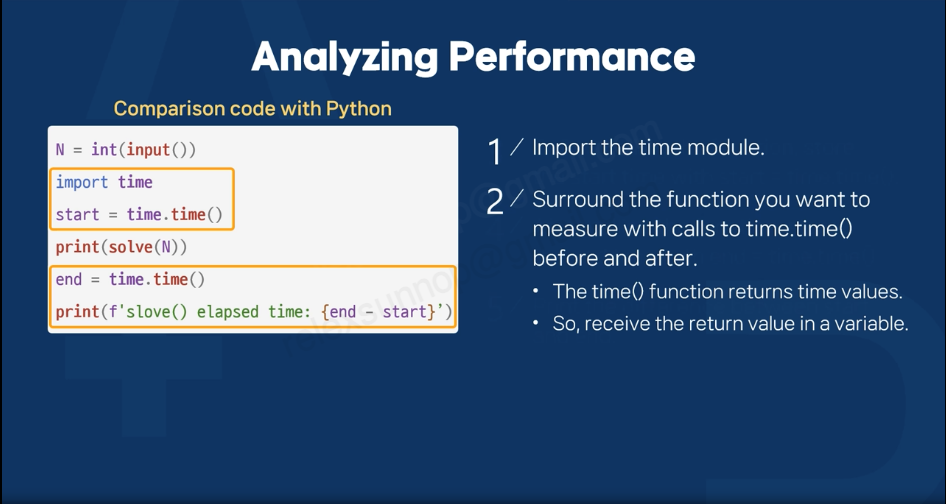 Analyzing Performance
Comparison code with Python
N = int(input())
import time
start = time.time()
print(solve(N))
end = time.time()
print(f'slove() elapsed time: {end - start}’)
1 / Import the time module.
2 / Surround the function you want to
measure with calls to time.time()
before and after.
• The time() function returns time values.
• So, receive the return value in a variable.